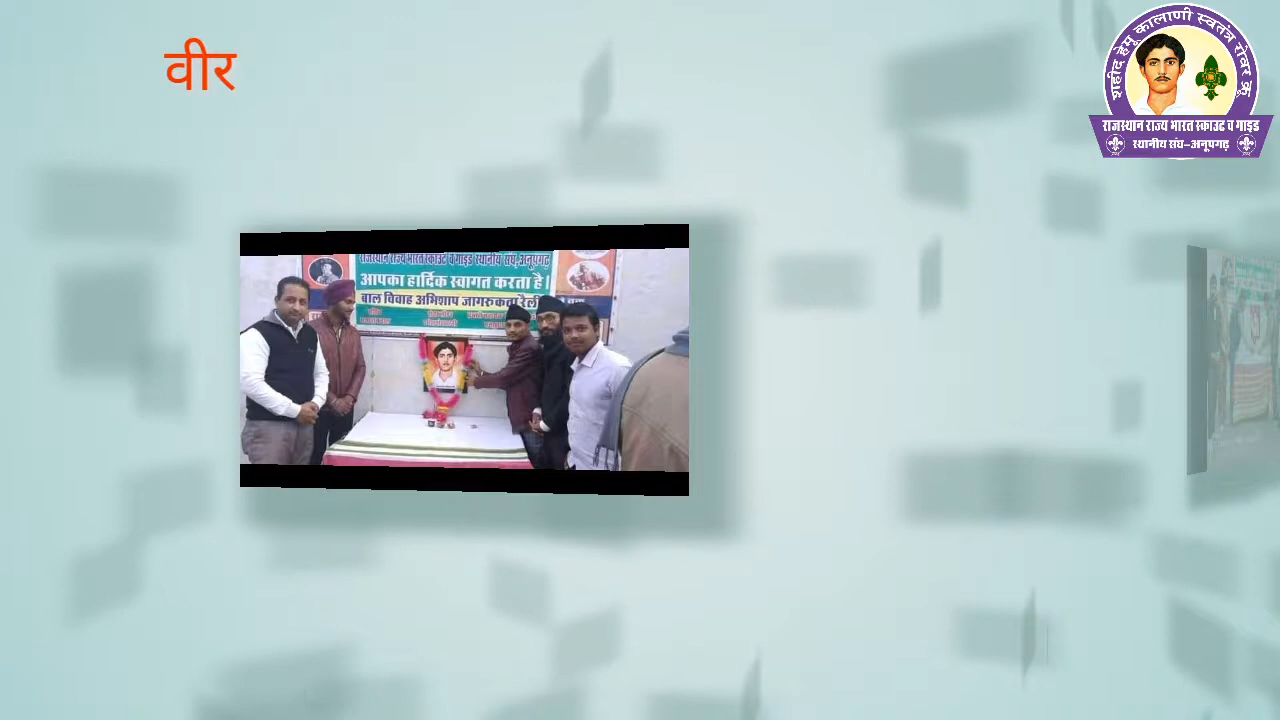 वीर
शहीद हेमू कालाणी स्वतंत्र रोवर क्रू
राजस्थान राज्य भारत स्काउट व गाइड
स्थानीय संघ-अनूपगढ़
राजस्थान राज्य भारत स्काउट व गाइड स्थानीय संघ-अनूपगढ़
आपका हार्दिक स्वागत करता है।
बाल विवाह अभिशाप जागरूकता रैली